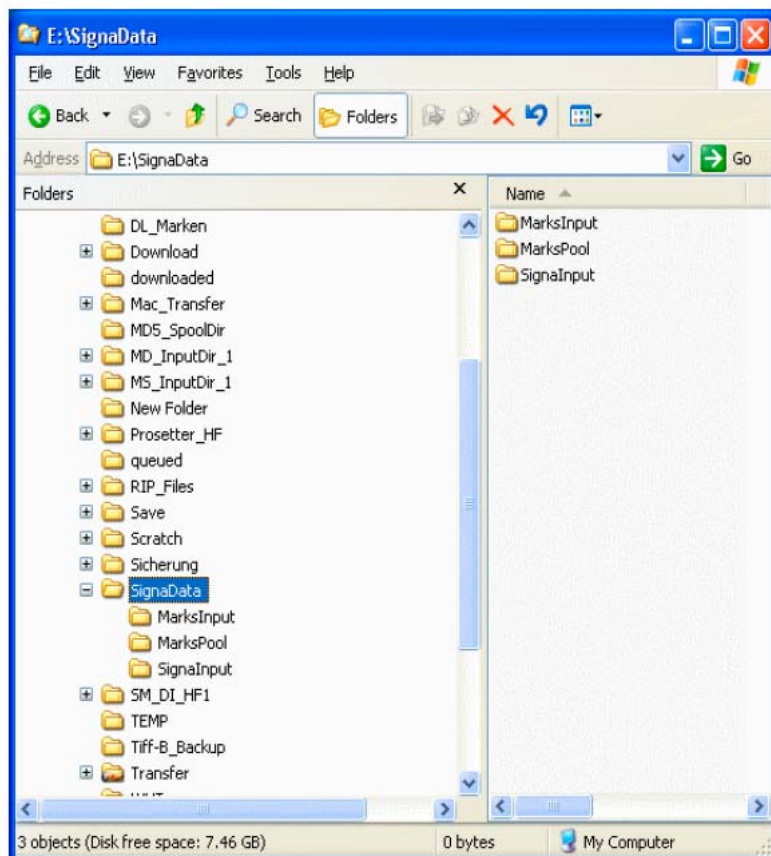 E:\SignaData
File Edit View Favorites Tools Help
Back Search Folders
Address E:\SignaData Go
Folders
Name
DL_Marken
Download
downloaded
Mac_Transfer
MD5_SpoolDir
MD_InputDir_1
MS_InputDir_1
New Folder
Prosetter_HF
queued
RIP_Files
Save
Scratch
Sicherung
SignaData
MarksInput
MarksPool
SignaInput
SM_DI_HF1
TEMP
Tiff-B_Backup
Transfer
MarksInput
MarksPool
SignaInput
3 objects (Disk free space: 7.46 GB) 0 bytes My Computer